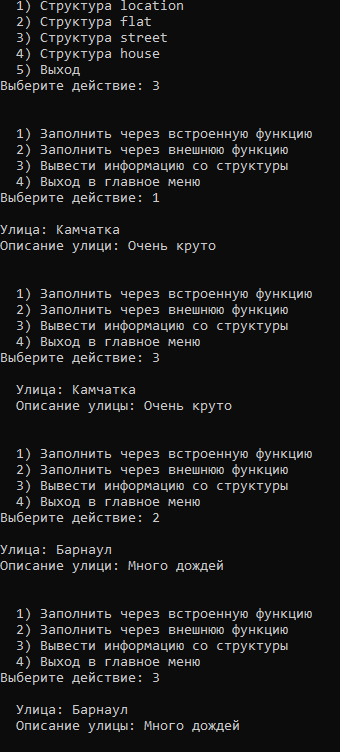 1) Структура location
2) Структура flat
3) Структура street
4) Структура house
5) Выход
Выберите действие: 3
1) Заполнить через встроенную функцию
2) Заполнить через внешнюю функцию
3) Вывести информацию со структуры
4) Выход в главное меню
Выберите действие: 1
Улица: Камчатка
Описание улици: Очень круто
1) Заполнить через встроенную функцию
2) Заполнить через внешнюю функцию
3) Вывести информацию со структуры
4) Выход в главное меню
Выберите действие: 3
Улица: Камчатка
Описание улицы: Очень круто
1) Заполнить через встроенную функцию
2) Заполнить через внешнюю функцию
3) Вывести информацию со структуры
4) Выход в главное меню
Выберите действие: 2
Улица: Барнаул
Описание улици: Много дождей
1) Заполнить через встроенную функцию
2) Заполнить через внешнюю функцию
3) Вывести информацию со структуры
4) Выход в главное меню
Выберите действие: 3
Улица: Барнаул
Описание улицы: Много дождей